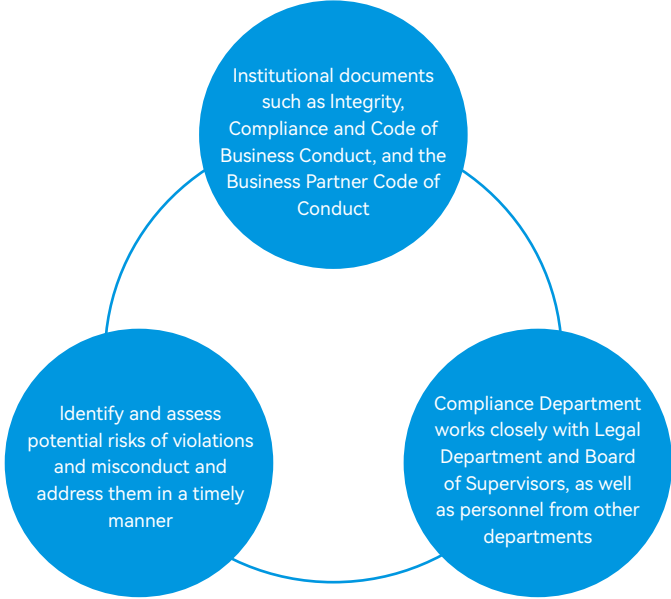 Institutional documents
such as Integrity,
Compliance and Code of
Business Conduct, and the
Business Partner Code of
Conduct
Identify and assess
potential risks of violations
and misconduct and
address them in a timely
manner
Compliance Department
works closely with Legal
Department and Board
of Supervisors, as well
as personnel from other
departments